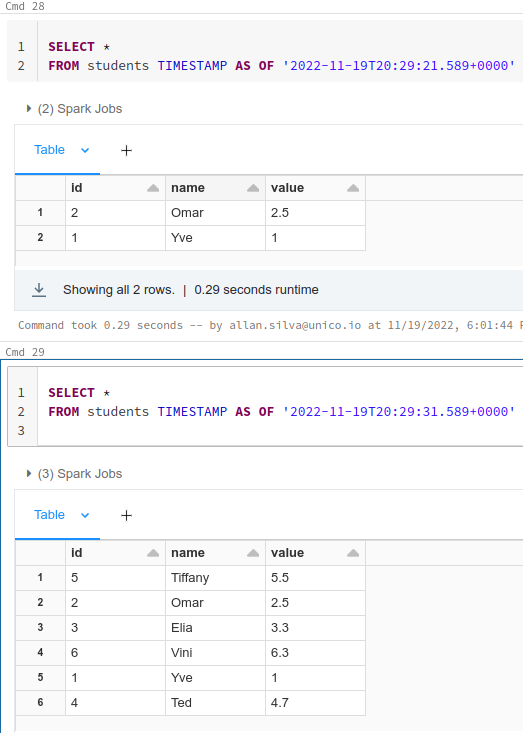 Cmd 28
1 SELECT *
2 FROM students TIMESTAMP AS OF '2022-11-19T20:29:21.589+0000'
(2) Spark Jobs
Table +
id name value
1 2 Omar 2.5
2 1 Yve 1
Showing all 2 rows. | 0.29 seconds runtime
Command took 0.29 seconds -- by allan.silva@unico.io at 11/19/2022, 6:01:44
Cmd 29
1 SELECT *
2 FROM students TIMESTAMP AS OF '2022-11-19T20:29:31.589+0000'
3
(3) Spark Jobs
Table +
id name value
1 5 Tiffany 5.5
2 2 Omar 2.5
3 3 Elia 3.3
4 6 Vini 6.3
5 1 Yve 1
6 4 Ted 4.7